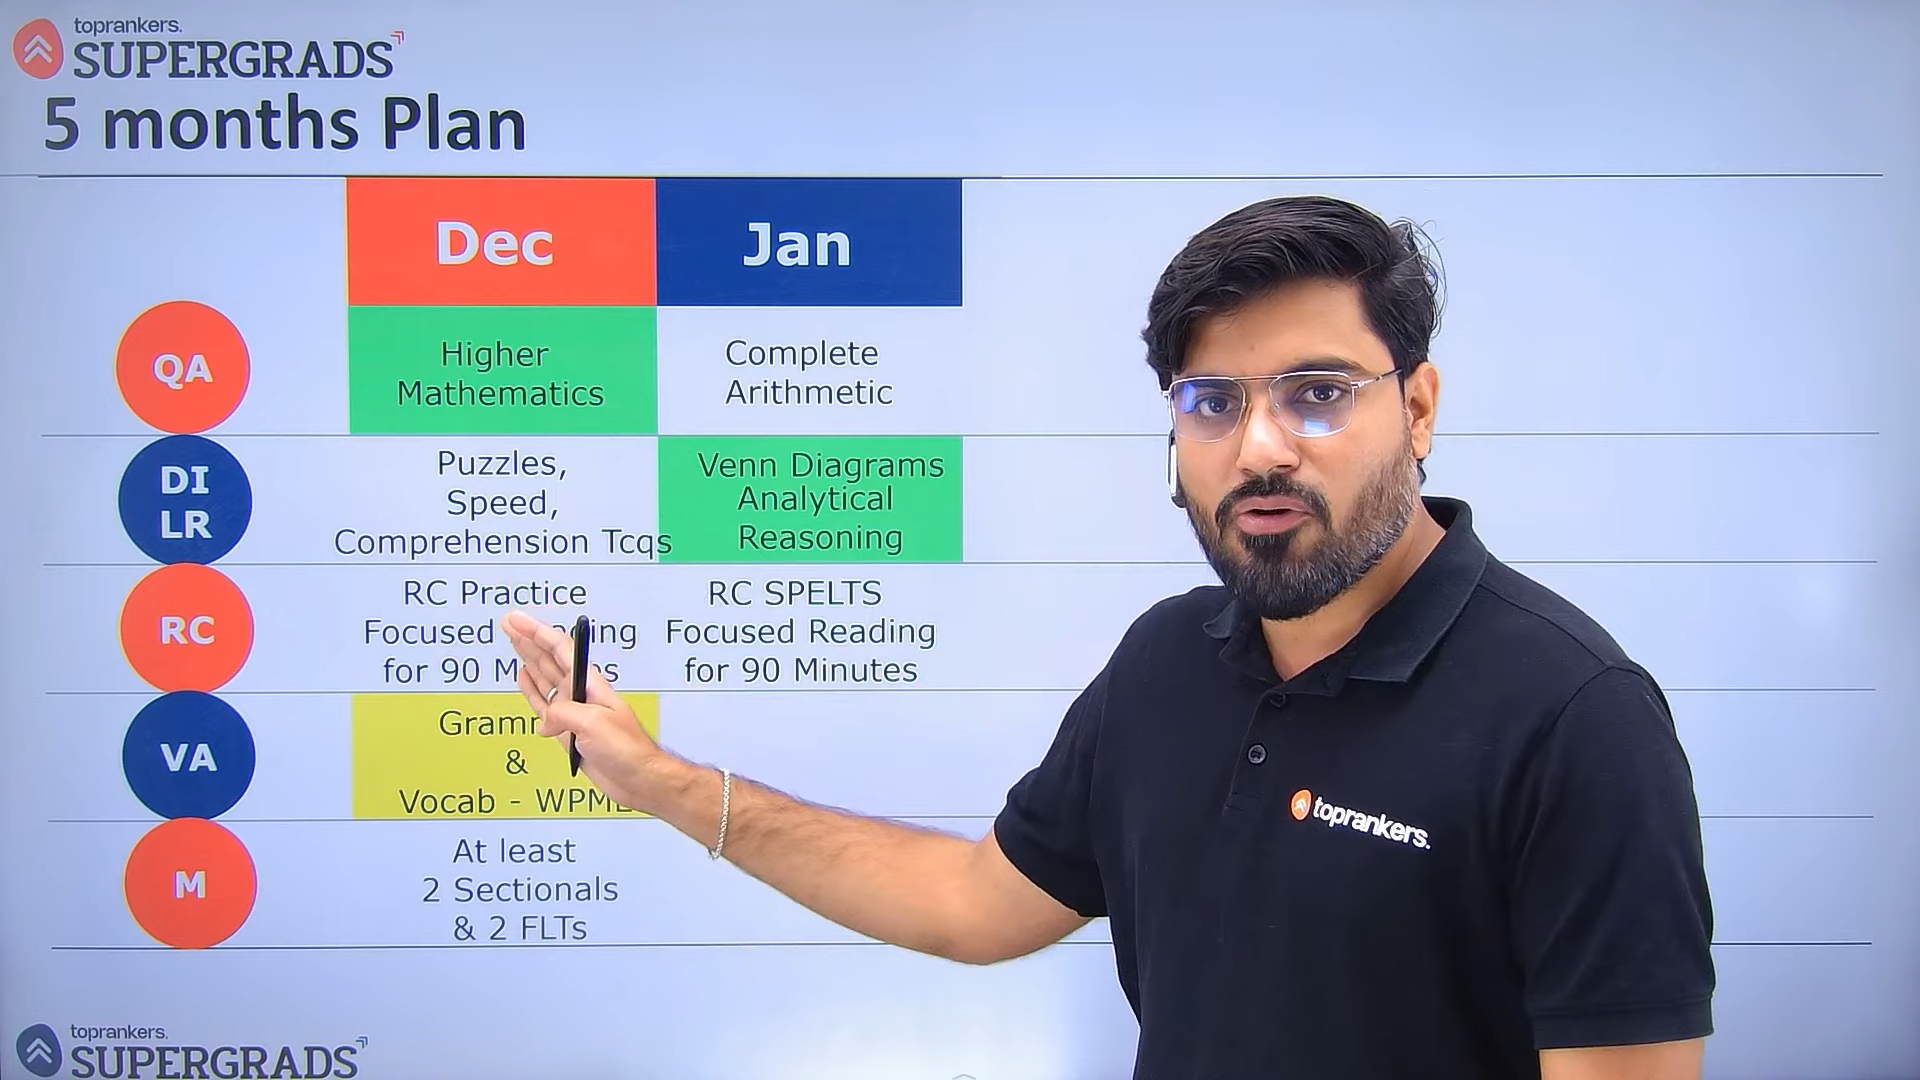 toprankers.
SUPERGRADS
5 months Plan
Dec
Jan
QA
Higher
Mathematics
Complete
Arithmetic
DI
LR
Puzzles,
Speed,
Comprehension Tcqs
Venn Diagrams
Analytical
Reasoning
RC
RC Practice
Focused
for 90
RC SPELTS
Focused Reading
for 90 Minutes
VA
&
Vocab -
M
At least
2 Sectionals
& 2 FLTs
toprankers.
toprankers.
SUPERGRADS